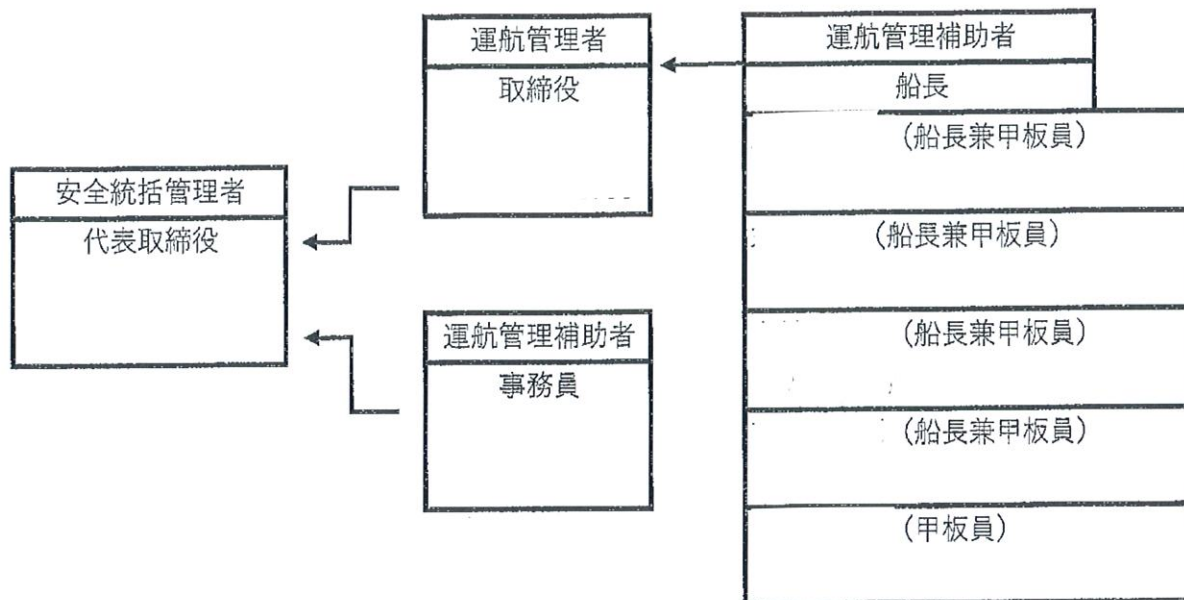 安全統括管理者
代表取締役
運航管理者
取締役
運航管理補助者
事務員
運航管理補助者
船長
(船長兼甲板員)
(船長兼甲板員)
(船長兼甲板員)
(船長兼甲板員)
(甲板員)